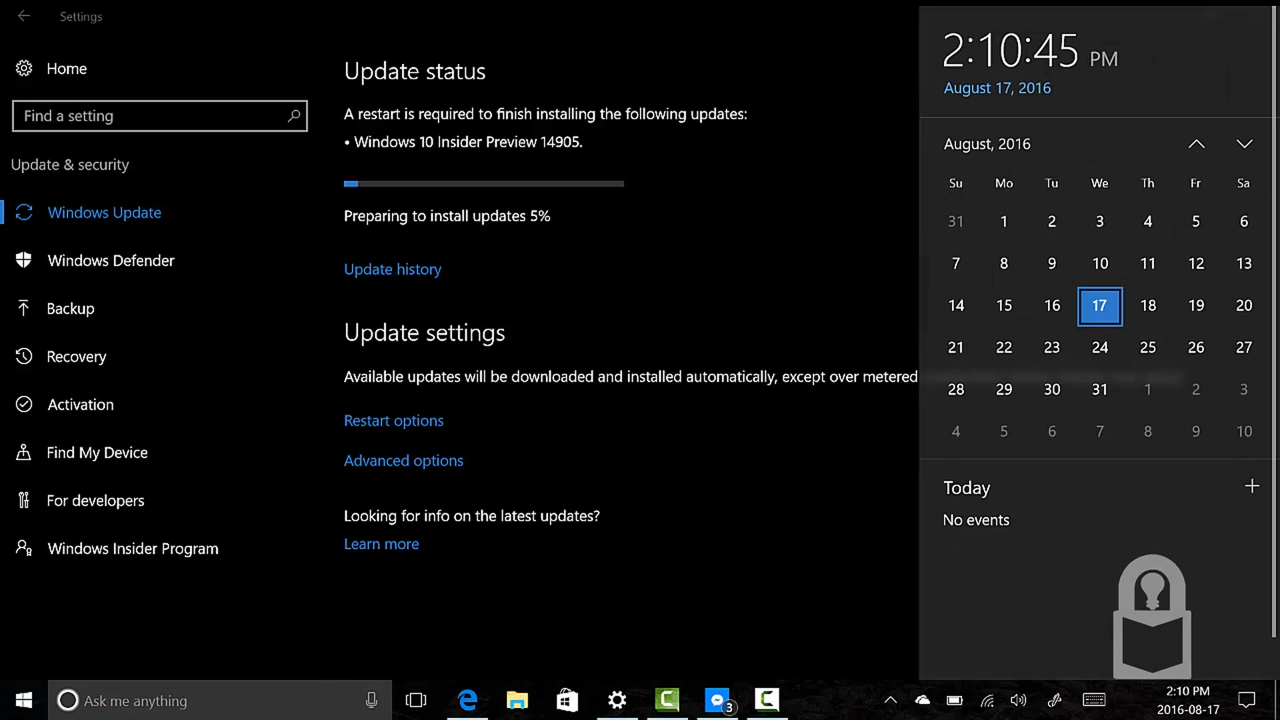 Settings
Home
Find a setting
Update & security
Windows Update
Windows Defender
Backup
Recovery
Activation
Find My Device
For developers
Windows Insider Program
Update status
A restart is required to finish installing the following updates:
• Windows 10 Insider Preview 14905.
Preparing to install updates 5%
Update history
Update settings
Available updates will be downloaded and installed automatically, except over metered
Restart options
Advanced options
Looking for info on the latest updates?
Learn more
2:10:45 PM
August 17, 2016
August, 2016
Su Mo Tu We Th Fr Sa
31 1 2 3 4 5 6
7 8 9 10 11 12 13
14 15 16 17 18 19 20
21 22 23 24 25 26 27
28 29 30 31 1 2 3
4 5 6 7 8 9 10
Today
No events
Ask me anything
3
2:10 PM
2016-08-17